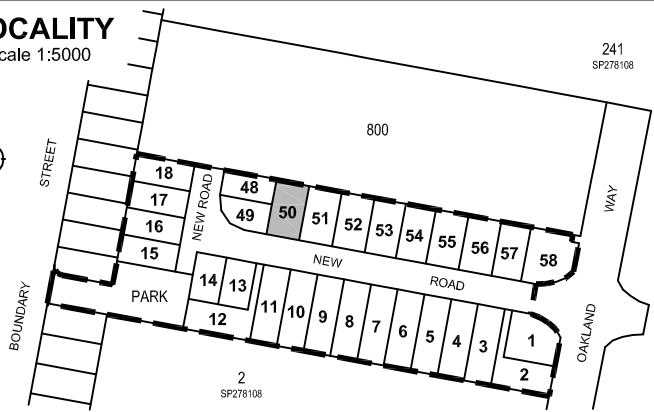 OCALITY
cale 1:5000
241
SP278108
800
STREET
WAY
18
17
16
15
NEW ROAD
48
49
50
51
52
53
54
55
56
57
58
NEW ROAD
PARK
14
13
12
11
10
9
8
7
6
5
4
3
1
2
BOUNDARY
OAKLAND
2
SP278108